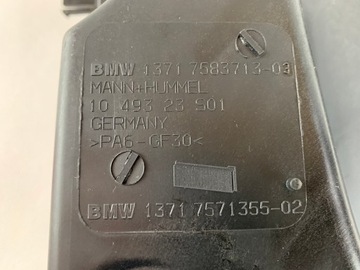 BMW 1371 7583713-03
MANN+HUMMEL
10 493 23 S01
GERMANY
>PA6-GF30<
BMW 1371 7571355-02